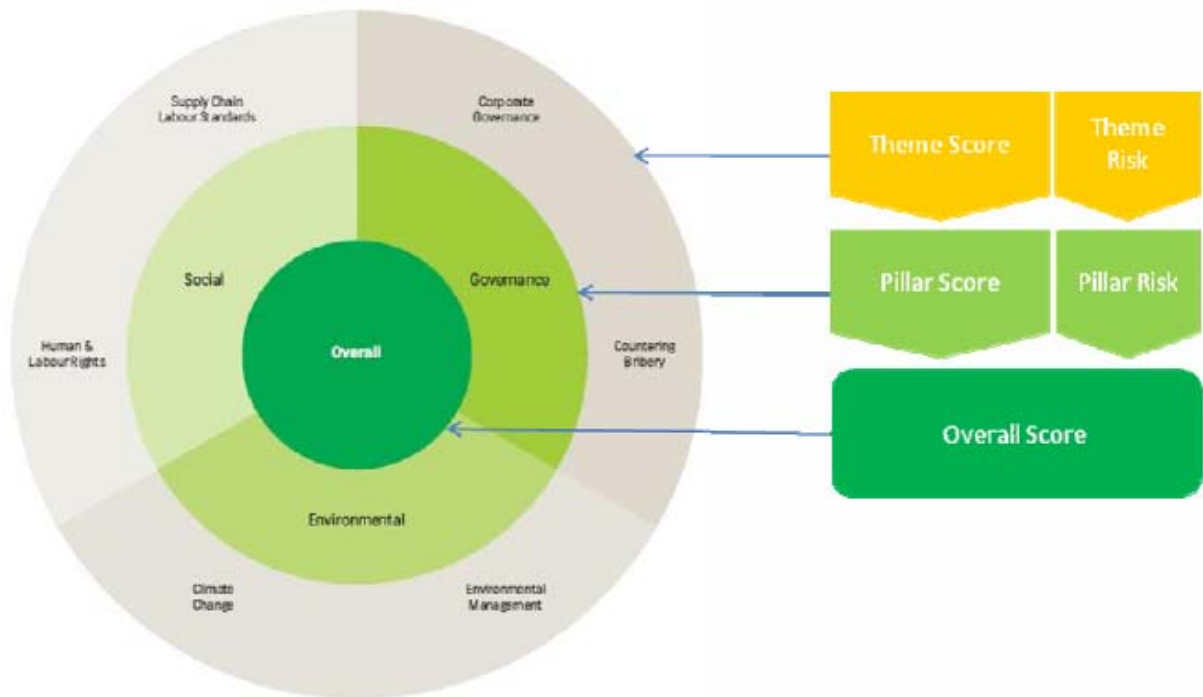 Supply Chain
Labour Standards
Corporate
Governance
Social
Governance
Human &
Labour Rights
Overall
Countering
Bribery
Environmental
Climate
Change
Environmental
Management
Theme Score
Theme
Risk
Pillar Score
Pillar Risk
Overall Score